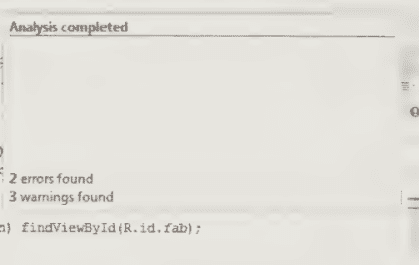 Analysis completed
2 errors found
3 warnings found
) findViewById(R.id.fab);